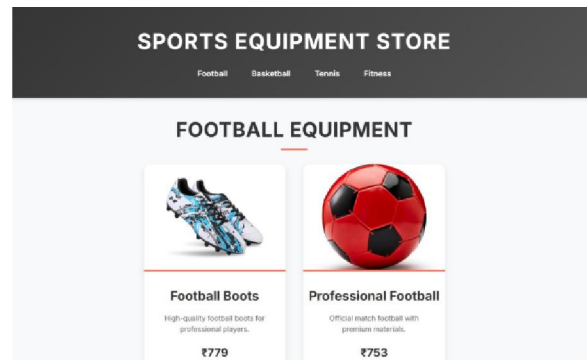 SPORTS EQUIPMENT STORE
Football Basketball Tennis Fitness
FOOTBALL EQUIPMENT
Football Boots
High-quality football boots for
professional players.
₹779
Professional Football
Official match football with
premium materials.
₹753